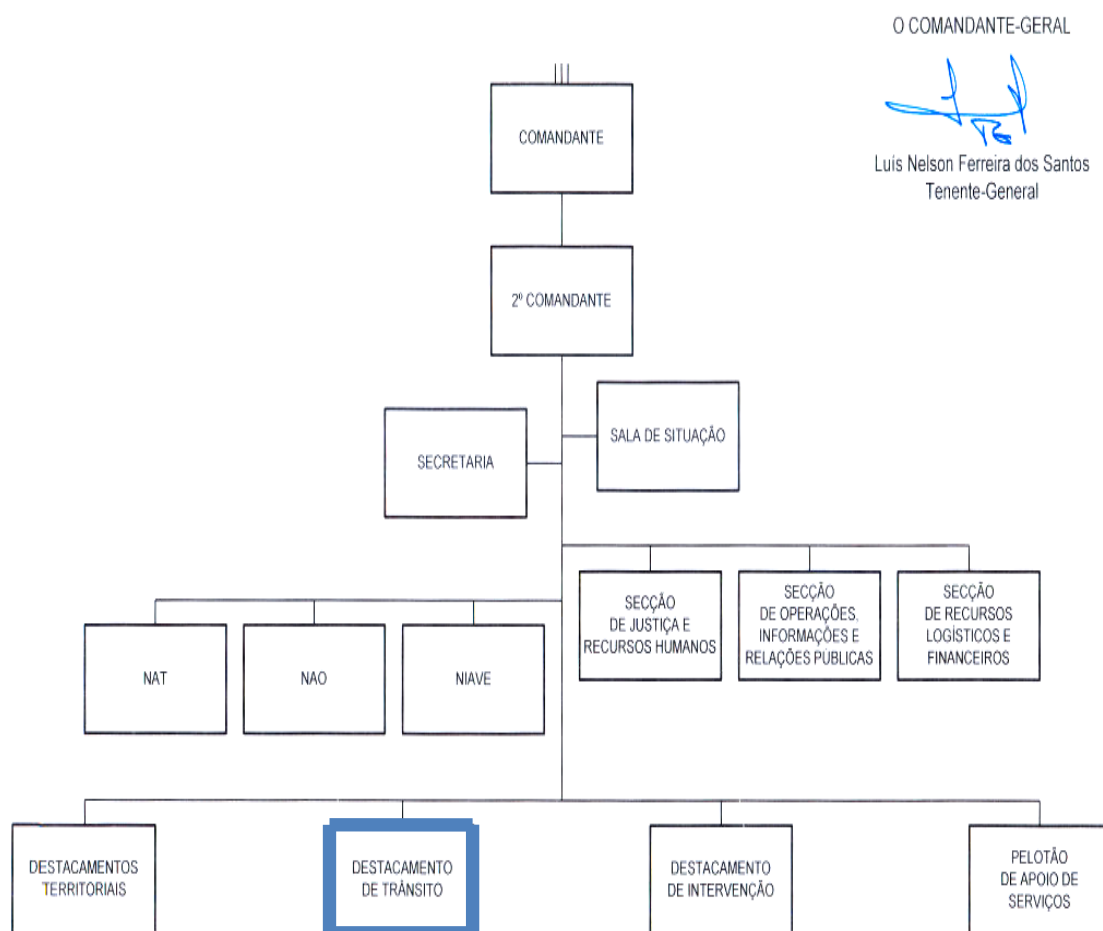 O COMANDANTE-GERAL
Luís Nelson Ferreira dos Santos
Tenente-General
COMANDANTE
2º COMANDANTE
SECRETARIA
SALA DE SITUAÇÃO
SECÇÃO
DE JUSTIÇA E
RECURSOS HUMANOS
SECÇÃO
DE OPERAÇÕES,
INFORMAÇÕES E
RELAÇÕES PÚBLICAS
SECÇÃO
DE RECURSOS
LOGÍSTICOS E
FINANCEIROS
NAT
NAO
NIAVE
DESTACAMENTOS
TERRITORIAIS
DESTACAMENTO
DE TRÂNSITO
DESTACAMENTO
DE INTERVENÇÃO
PELOTÃO
DE APOIO DE
SERVIÇOS